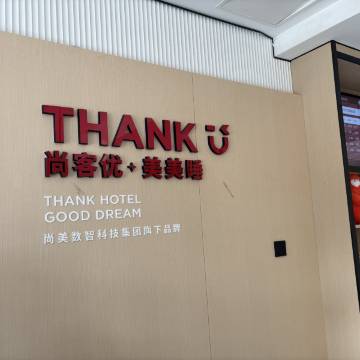 THANK Ü
尚客优+美美睡
THANK HOTEL
GOOD DREAM
尚美数智科技集团旗下品牌